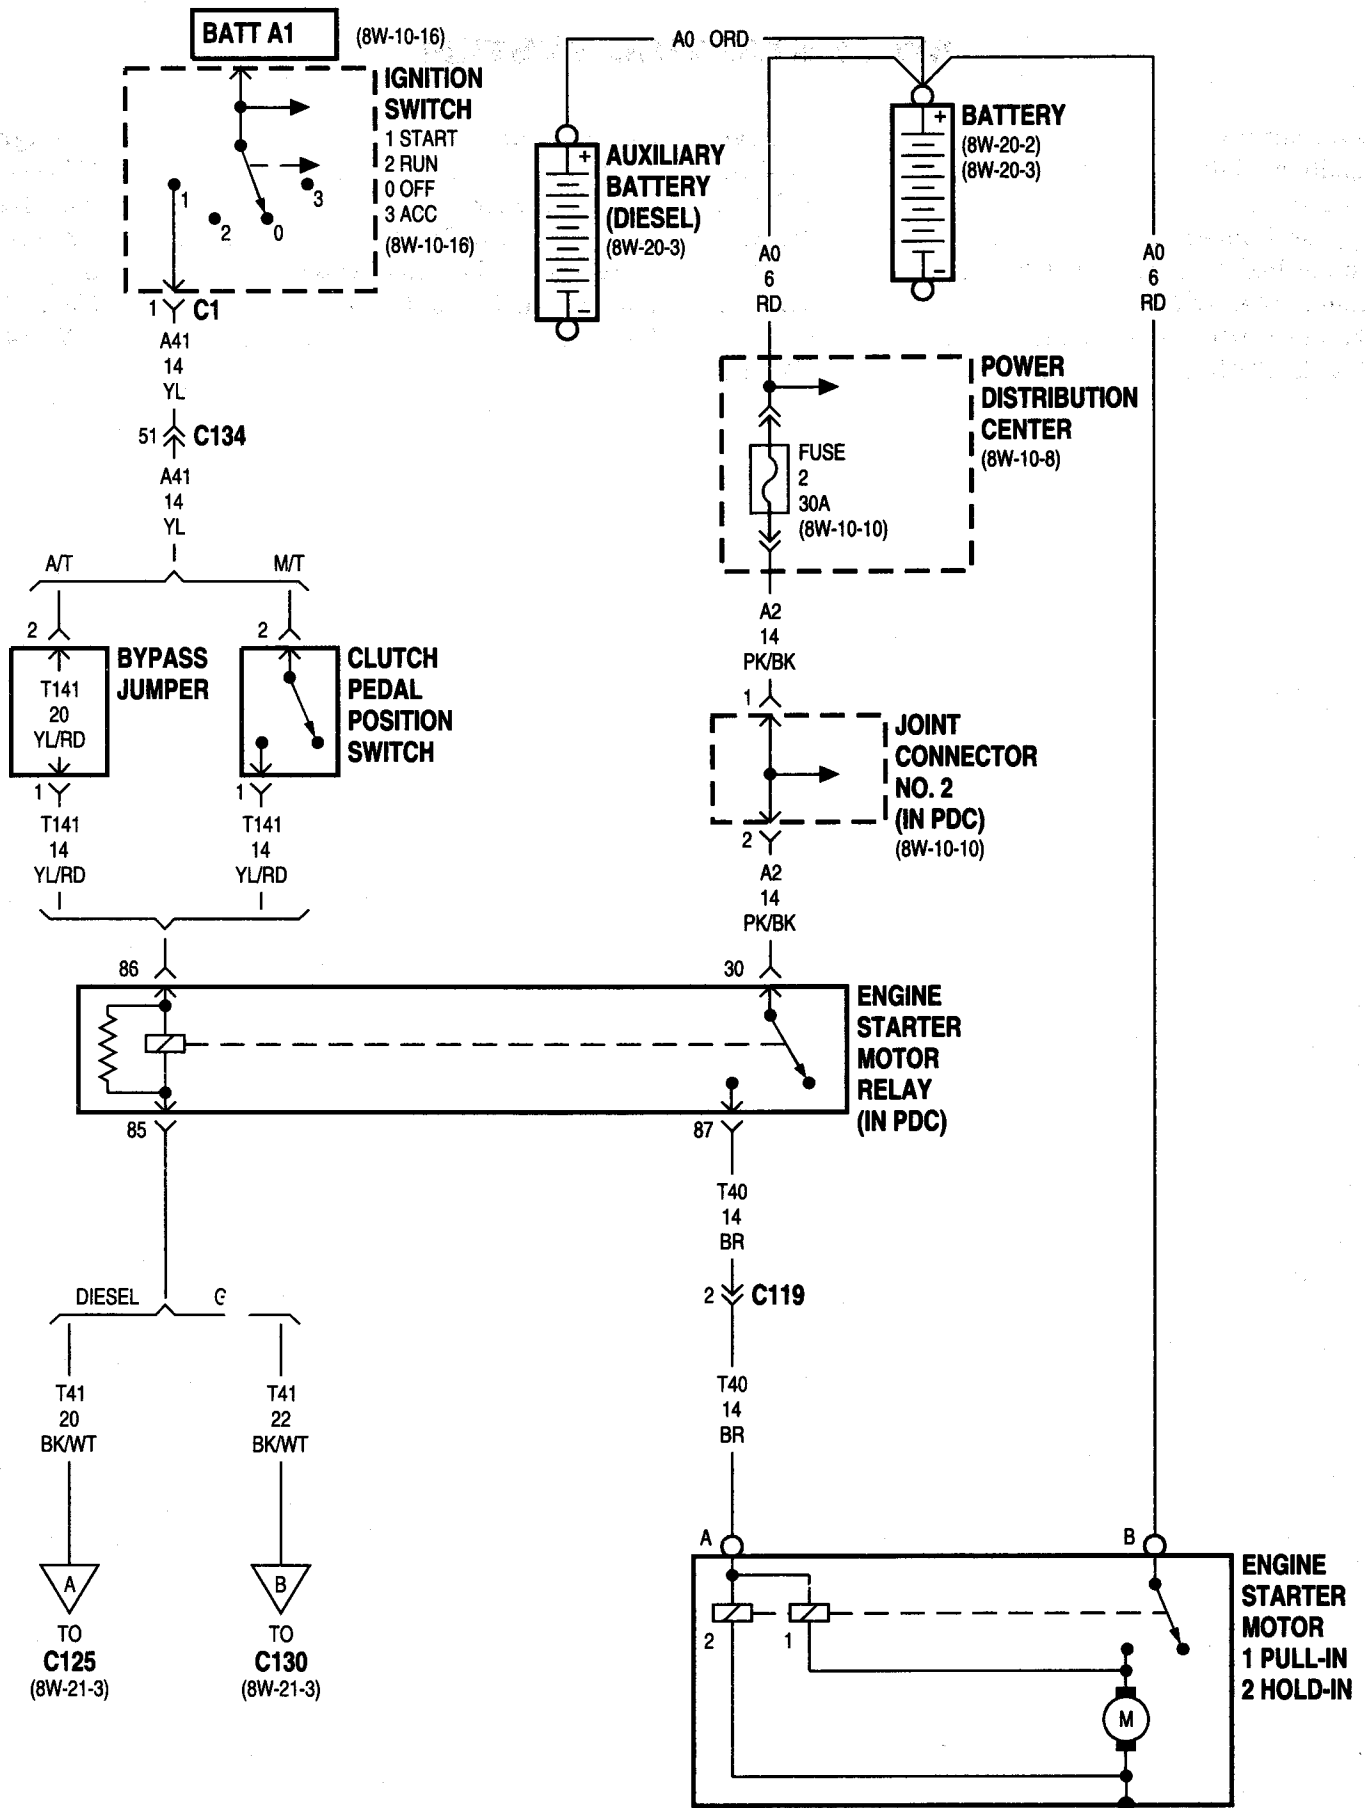 BATT A1
(8W-10-16)
IGNITION
SWITCH
1 START
2 RUN
0 OFF
3 ACC
(8W-10-16)
1
2
0
3
1
C1
A41
14
YL
51
C134
A41
14
YL
A/T
M/T
2
BYPASS
JUMPER
T141
20
YL/RD
1
T141
14
YL/RD
2
CLUTCH
PEDAL
POSITION
SWITCH
1
T141
14
YL/RD
A0 ORD
+
AUXILIARY
BATTERY
(DIESEL)
(8W-20-3)
–
+
BATTERY
(8W-20-2)
(8W-20-3)
–
A0
6
RD
A0
6
RD
POWER
DISTRIBUTION
CENTER
(8W-10-8)
FUSE
2
30A
(8W-10-10)
A2
14
PK/BK
1
JOINT
CONNECTOR
NO. 2
(IN PDC)
(8W-10-10)
2
A2
14
PK/BK
86
30
ENGINE
STARTER
MOTOR
RELAY
(IN PDC)
85
87
T40
14
BR
2
C119
T40
14
BR
DIESEL
T41
20
BK/WT
A
TO
C125
(8W-21-3)
T41
22
BK/WT
B
TO
C130
(8W-21-3)
A
B
ENGINE
STARTER
MOTOR
1 PULL-IN
2 HOLD-IN
2
1
M